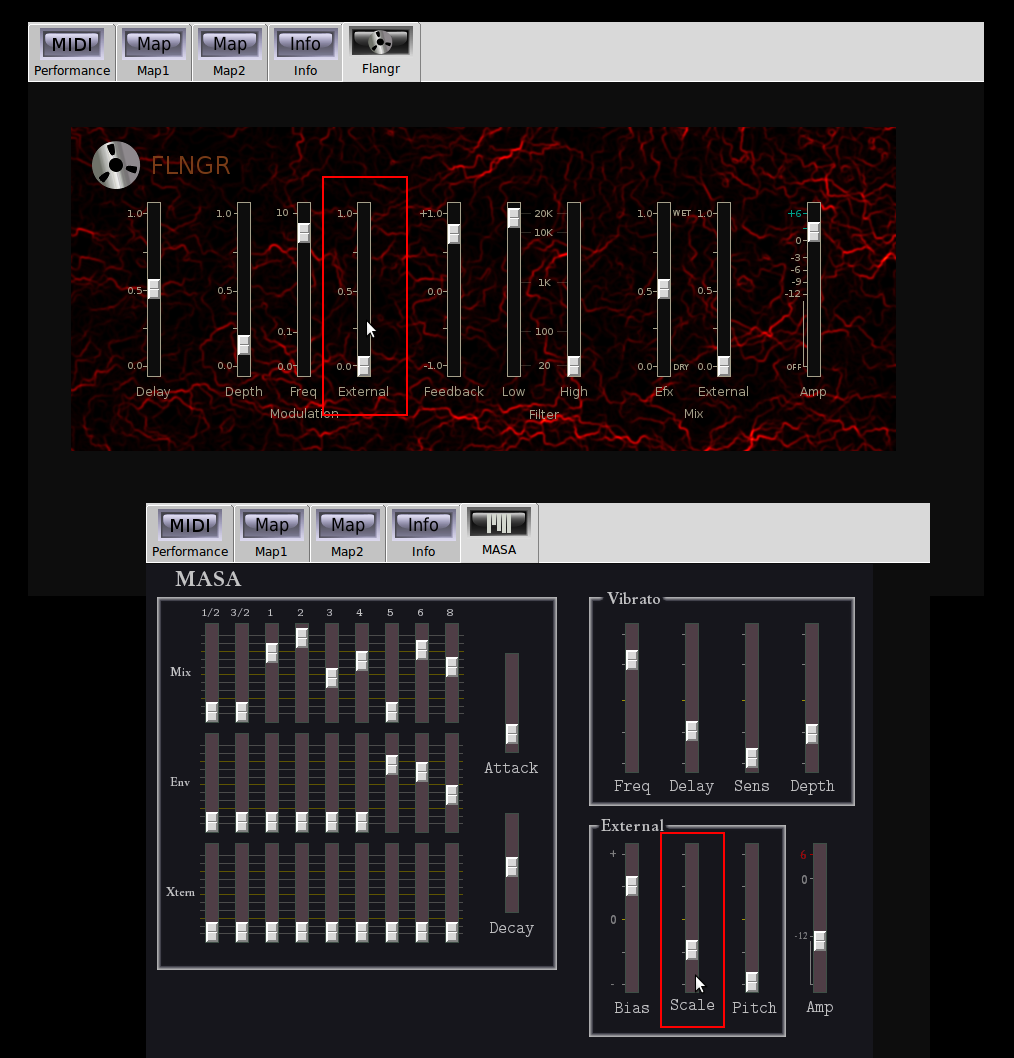 MIDI Map Map Info
Performance Map1 Map2 Info Flangr
FLNGR
1.0 1.0 10 1.0 +1.0 20K 1.0 WET 1.0 +6
10K
0 
-3
-6
-9
0.5 0.5 0.5 0.0 1K 0.5 -12
0.1 100
0.0 0.0 0.0 0.0 -1.0 20 0.0 DRY 0.0 OFF
Delay Depth Freq External Feedback Low High Efx External Amp
Modulation Filter Mix
MIDI Map Map Info
Performance Map1 Map2 Info MASA
MASA
1/2 3/2 1 2 3 4 5 6 8
Mix
Env
Xtern
Attack
Decay
Vibrato
Freq Delay Sens Depth
External
+ 6
0
0
-12
-
Bias Scale Pitch Amp